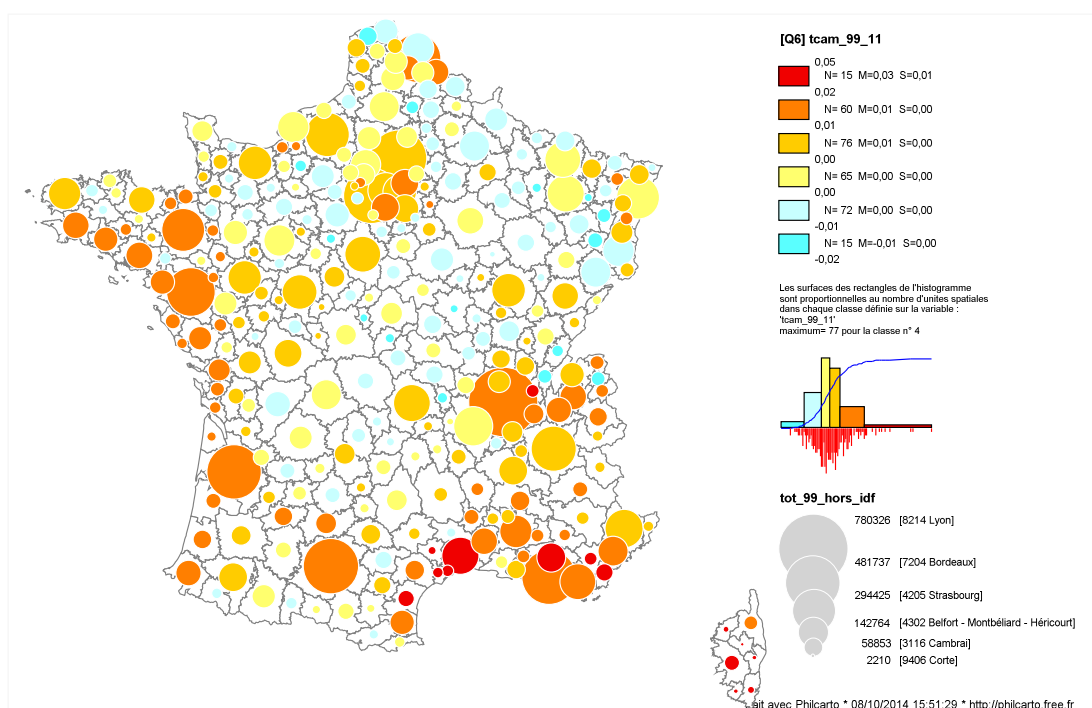 [Q6] tcam_99_11
0,05
N= 15 M=0,03 S=0,01
0,02
N= 60 M=0,01 S=0,00
0,01
N= 76 M=0,01 S=0,00
0,00
N= 65 M=0,00 S=0,00
0,00
N= 72 M=0,00 S=0,00
-0,01
N= 15 M=-0,01 S=0,00
-0,02
Les surfaces des rectangles de l'histogramme
sont proportionnelles au nombre d'unites spatiales
dans chaque classe définie sur la variable :
'tcam_99_11'
maximum= 77 pour la classe n° 4
tot_99_hors_idf
780326 [8214 Lyon]
481737 [7204 Bordeaux]
294425 [4205 Strasbourg]
142764 [4302 Belfort - Montbéliard - Héricourt]
58853 [3116 Cambrai]
2210 [9406 Corte]
ait avec Philcarto * 08/10/2014 15:51:29 * http://philcarto.free.fr